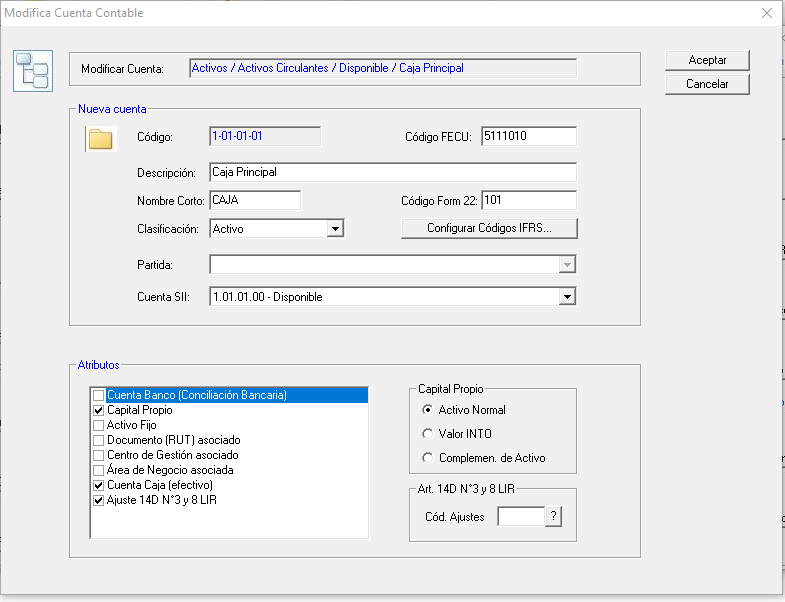 Modifica Cuenta Contable
Modificar Cuenta: Activos / Activos Circulantes / Disponible / Caja Principal
Aceptar
Cancelar
Nueva cuenta
Código: 1-01-01-01 Código FECU: 5111010
Descripción: Caja Principal
Nombre Corto: CAJA Código Form 22: 101
Clasificación: Activo Configurar Códigos IFRS...
Partida:
Cuenta SII: 1.01.01.00 - Disponible
Atributos
Cuenta Banco (Conciliación Bancaria)
Capital Propio
Activo Fijo
Documento (RUT) asociado
Centro de Gestión asociado
Área de Negocio asociada
Cuenta Caja (efectivo)
Ajuste 14D N°3 y 8 LIR
Capital Propio
Activo Normal
Valor INTO
Complemen. de Activo
Art. 14D N°3 y 8 LIR
Cód. Ajustes ?